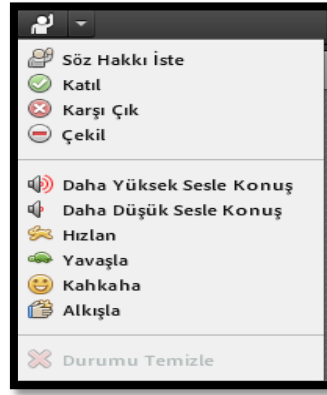 Söz Hakkı İste
Katıl
Karşı Çık
Çekil
Daha Yüksek Sesle Konuş
Daha Düşük Sesle Konuş
Hızlan
Yavaşla
Kahkaha
Alkışla
Durumu Temizle